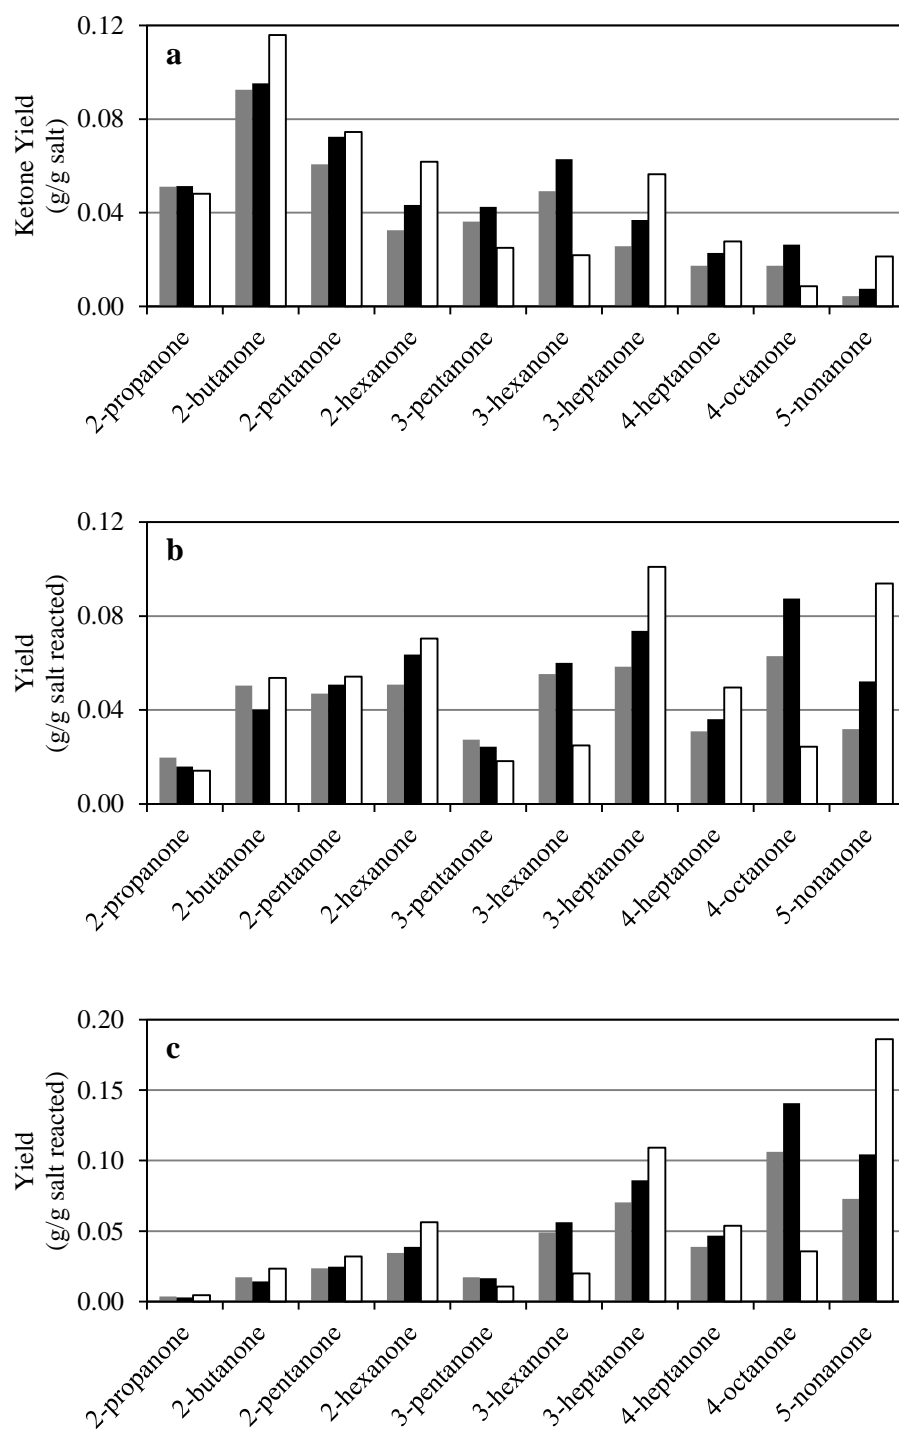 a
Ketone Yield
(g/g salt)
0.12
0.08
0.04
0.00
2-propanone
2-butanone
2-pentanone
2-hexanone
3-pentanone
3-hexanone
3-heptanone
4-heptanone
4-octanone
5-nonanone
b
Yield
(g/g salt reacted)
0.12
0.08
0.04
0.00
2-propanone
2-butanone
2-pentanone
2-hexanone
3-pentanone
3-hexanone
3-heptanone
4-heptanone
4-octanone
5-nonanone
c
Yield
(g/g salt reacted)
0.20
0.15
0.10
0.05
0.00
2-propanone
2-butanone
2-pentanone
2-hexanone
3-pentanone
3-hexanone
3-heptanone
4-heptanone
4-octanone
5-nonanone